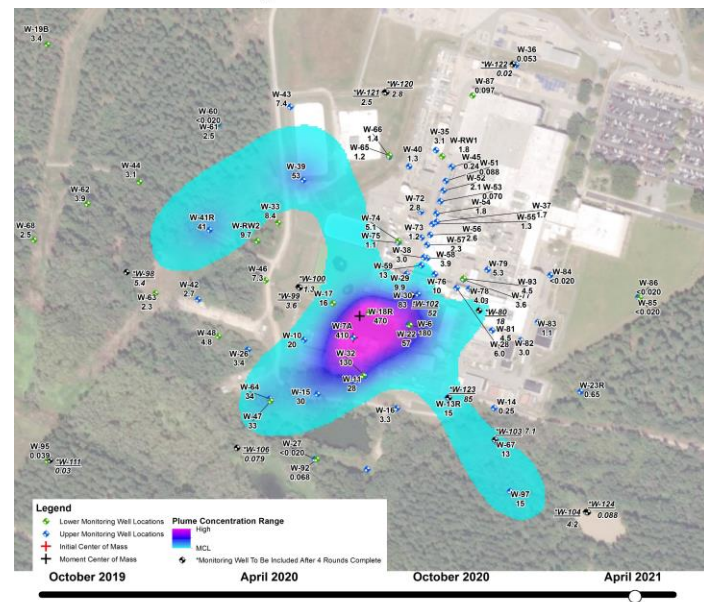 W-19B
3.4
W-36
0.053
*W-122
0.02
W-87
0.097
*W-120
2.8
*W-121
2.5
W-43
7.4
W-60
<0.020
W-61
2.5
W-66
1.4
W-65
1.2
W-40
1.3
W-35
3.1
W-RW1
1.8
W-45
0.24
W-51
0.088
W-52
2.1
W-53
0.070
W-54
1.8
W-37
1.7
W-55
1.3
W-39
53
W-44
3.1
W-62
3.9
W-68
2.5
W-41R
41
W-33
8.4
W-RW2
9.7
W-72
2.8
W-74
5.1
W-73
1.2
W-75
1.1
W-56
2.6
W-57
2.3
W-38
3.0
W-58
3.9
W-59
13
W-79
5.3
W-84
<0.020
*W-98
5.4
W-63
2.3
W-42
2.7
W-46
7.3
*W-100
1.3
*W-99
3.6
W-17
16
W-29
9.9
W-30
83
*W-102
52
W-76
10
W-93
4.5
W-78
4.0
W-77
3.6
*W-80
18
W-86
<0.020
W-85
<0.020
W-18R
470
W-7A
410
W-6
180
W-22
57
W-81
4.5
W-28
6.0
W-82
3.0
W-83
1.1
W-48
4.8
W-26
3.4
W-10
20
W-32
130
W-11
28
W-64
34
W-47
33
W-15
30
W-16
3.3
*W-123
85
W-13R
15
W-14
0.25
W-23R
0.65
*W-103 7.1
W-67
13
W-95
0.039
*W-111
0.03
*W-106
0.079
W-27
<0.020
W-92
0.068
W-97
15
*W-104
4.2
*W-124
0.088
Legend
Lower Monitoring Well Locations
Upper Monitoring Well Locations
Initial Center of Mass
Moment Center of Mass
Plume Concentration Range
High
MCL
*Monitoring Well To Be Included After 4 Rounds Complete
October 2019 April 2020 October 2020 April 2021